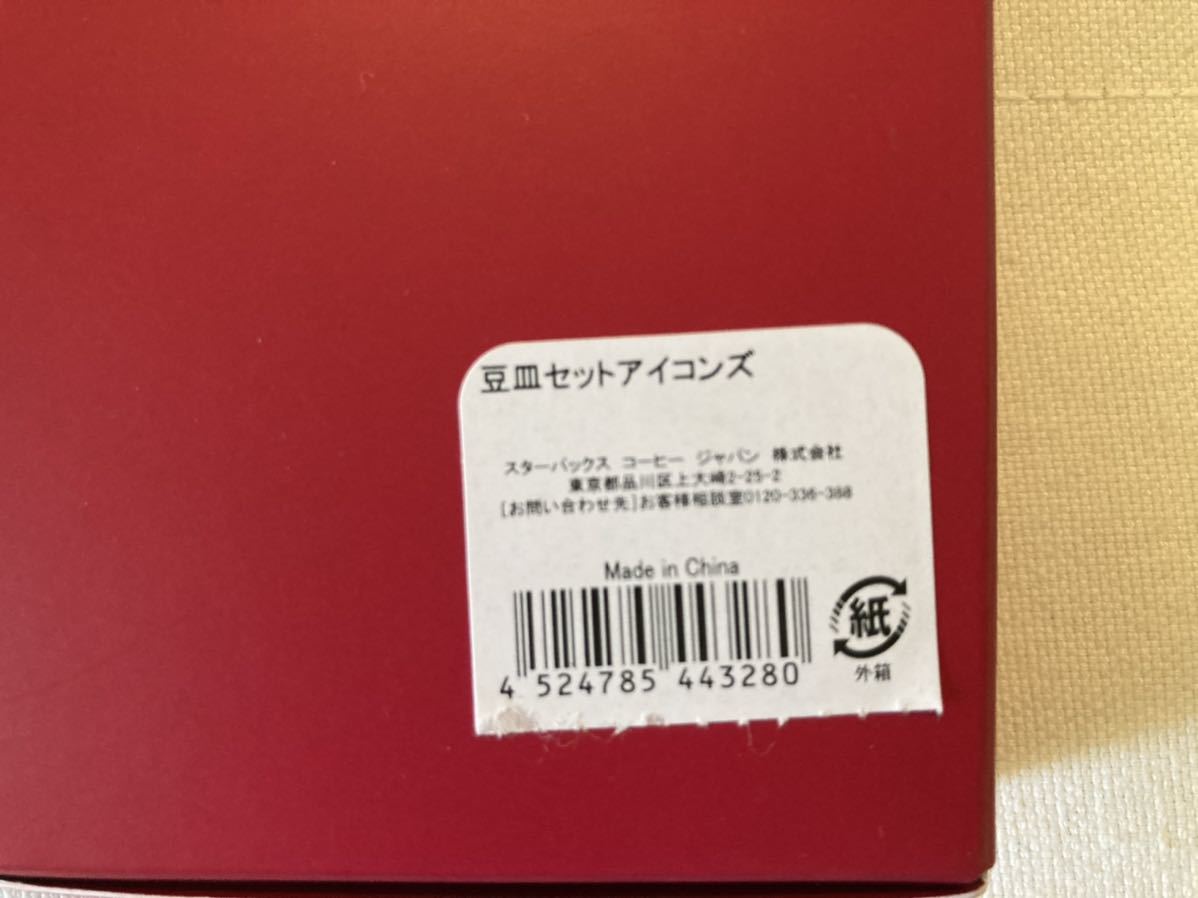 豆皿セットアイコンズ
スターバックス コーヒー ジャパン 株式会社
東京都品川区上大崎2-25-2
[お問い合わせ先]お客様相談室0120-336-388
Made in China
4 524785 443280
紙
外箱